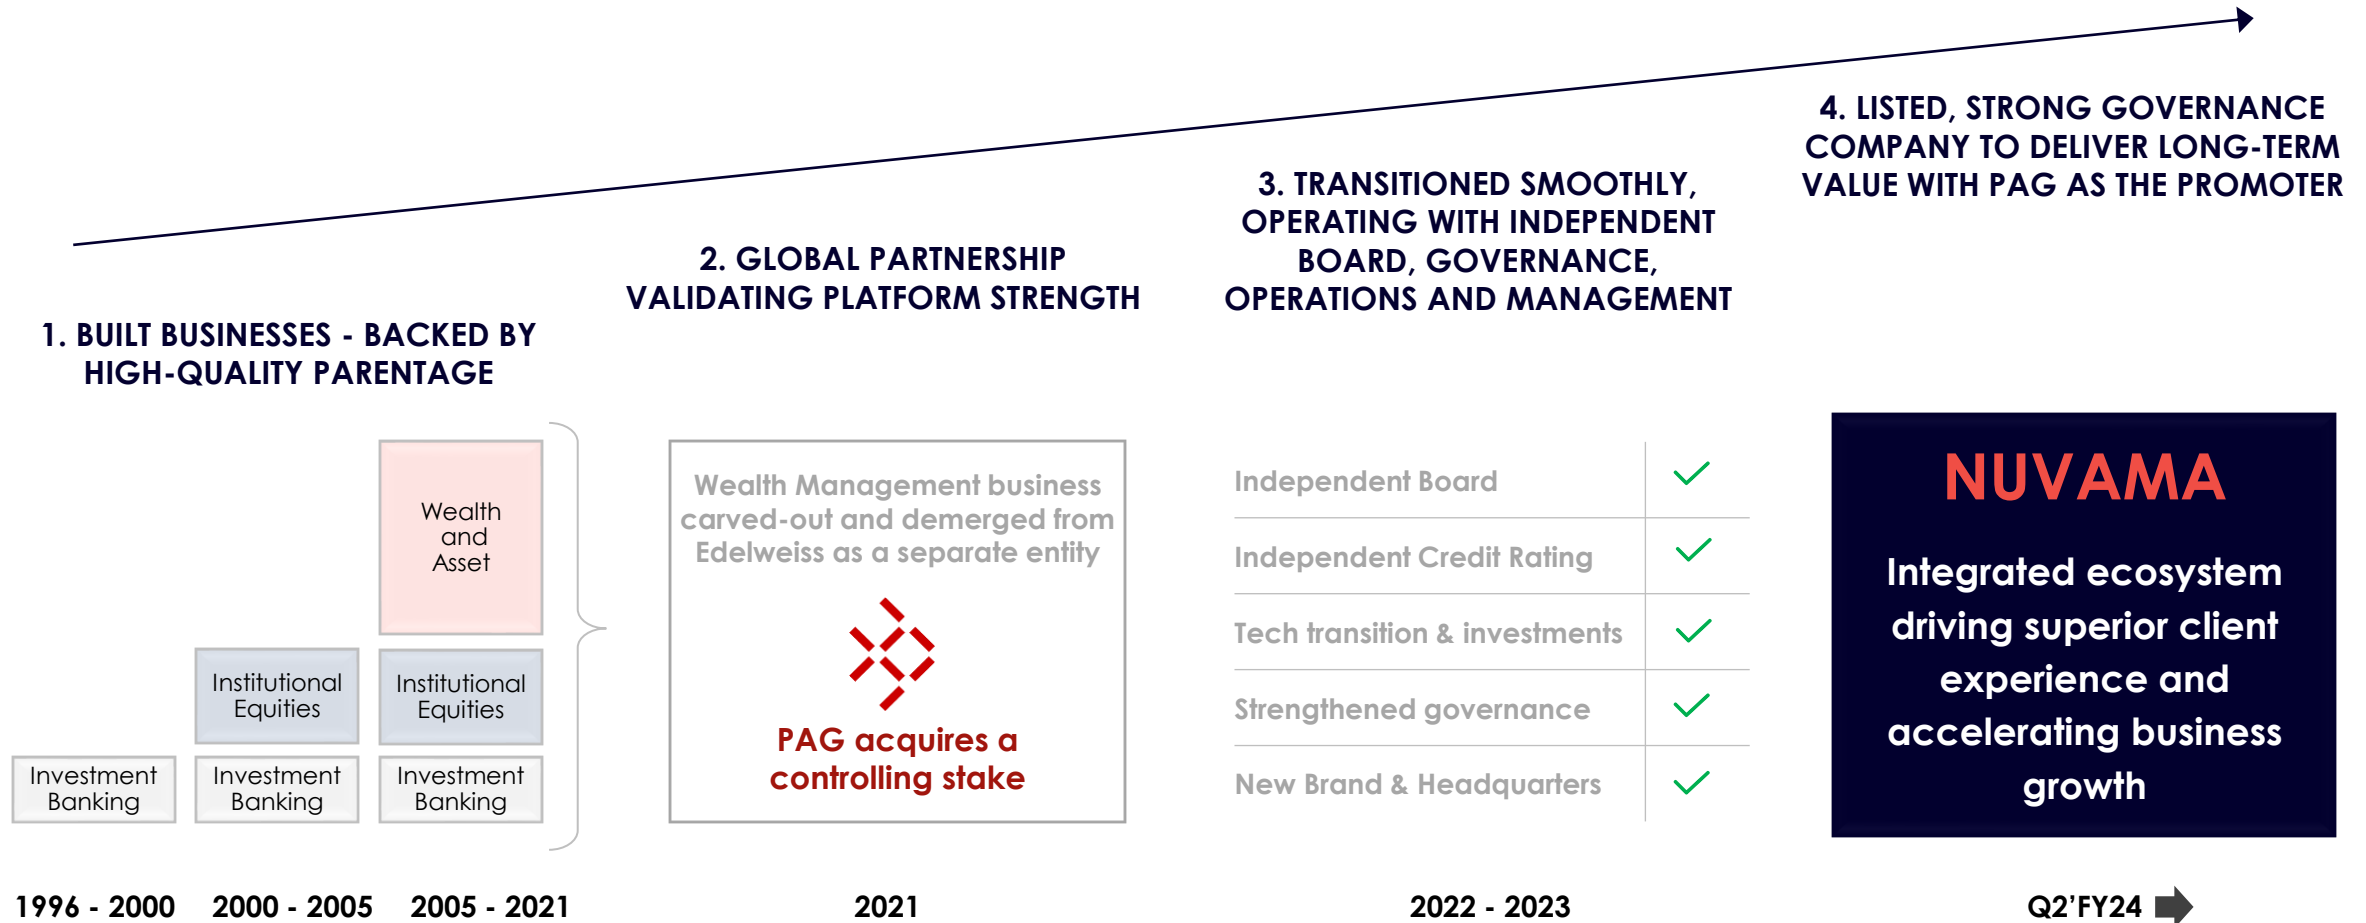 1. BUILT BUSINESSES - BACKED BY
HIGH-QUALITY PARENTAGE
Wealth
and
Asset
Institutional
Equities
Institutional
Equities
Investment
Banking
Investment
Banking
Investment
Banking
1996 - 2000
2000 - 2005
2005 - 2021
2. GLOBAL PARTNERSHIP
VALIDATING PLATFORM STRENGTH
Wealth Management business
carved-out and demerged from
Edelweiss as a separate entity
PAG acquires a
controlling stake
2021
3. TRANSITIONED SMOOTHLY,
OPERATING WITH INDEPENDENT
BOARD, GOVERNANCE,
OPERATIONS AND MANAGEMENT
Independent Board
Independent Credit Rating
Tech transition & investments
Strengthened governance
New Brand & Headquarters
2022 - 2023
4. LISTED, STRONG GOVERNANCE
COMPANY TO DELIVER LONG-TERM
VALUE WITH PAG AS THE PROMOTER
NUVAMA
Integrated ecosystem
driving superior client
experience and
accelerating business
growth
Q2'FY24